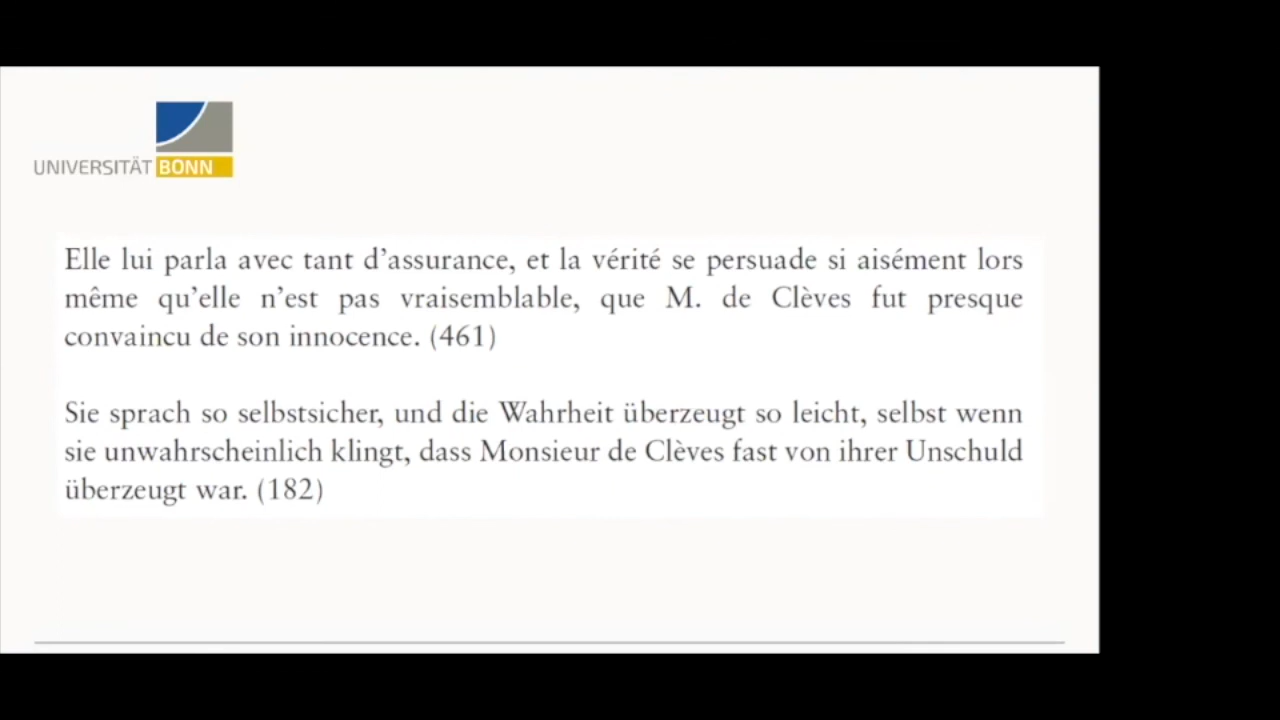 UNIVERSITÄT BONN
Elle lui parla avec tant d’assurance, et la vérité se persuade si aisément lors
même qu’elle n’est pas vraisemblable, que M. de Clèves fut presque
convaincu de son innocence. (461)
Sie sprach so selbstsicher, und die Wahrheit überzeugt so leicht, selbst wenn
sie unwahrscheinlich klingt, dass Monsieur de Clèves fast von ihrer Unschuld
überzeugt war. (182)